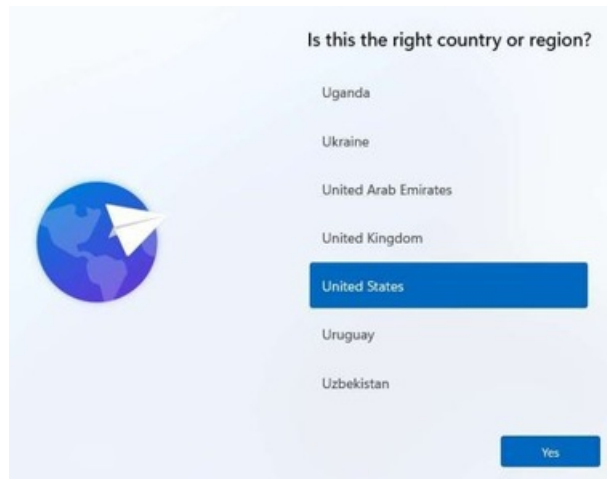 Is this the right country or region?
Uganda
Ukraine
United Arab Emirates
United Kingdom
United States
Uruguay
Uzbekistan
Yes